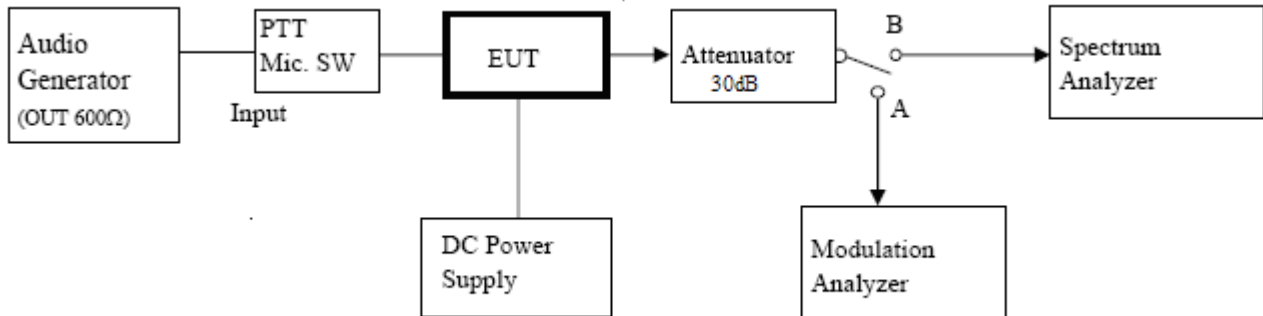 Audio
Generator
(OUT 600Ω)
PTT
Mic. SW
Input
EUT
DC Power
Supply
Attenuator
30dB
B
A
Spectrum
Analyzer
Modulation
Analyzer